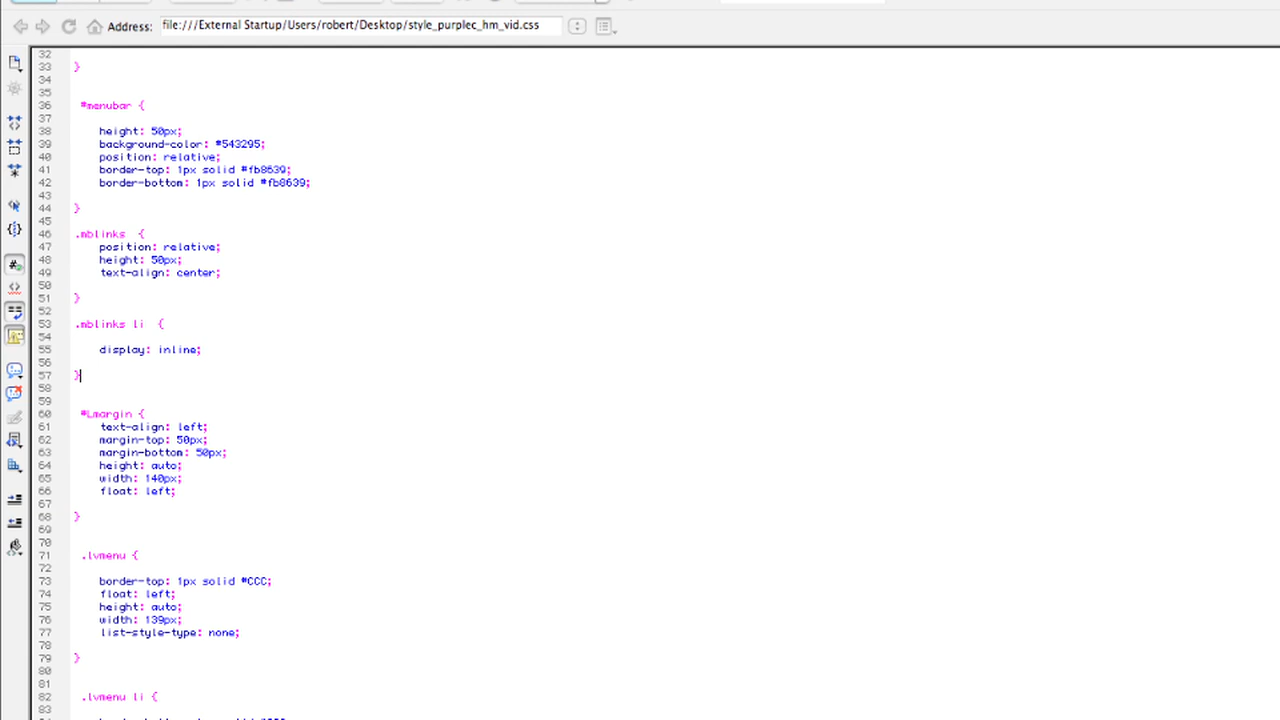 Address: file:///External Startup/Users/robert/Desktop/style_purplec_hm_vid.css
32
33 }
34
35
36 #menubar {
37
38 height: 50px;
39 background-color: #543295;
40 position: relative;
41 border-top: 1px solid #fb8639;
42 border-bottom: 1px solid #fb8639;
43
44 }
45
46 .mblinks {
47 position: relative;
48 height: 50px;
49 text-align: center;
50
51 }
52
53 .mblinks li {
54
55 display: inline;
56
57 }
58
59
60 #Lmargin {
61 text-align: left;
62 margin-top: 50px;
63 margin-bottom: 50px;
64 height: auto;
65 width: 140px;
66 float: left;
67
68 }
69
70
71 .lvmenu {
72
73 border-top: 1px solid #CCC;
74 float: left;
75 height: auto;
76 width: 139px;
77 list-style-type: none;
78
79 }
80
81
82 .lvmenu li {
83